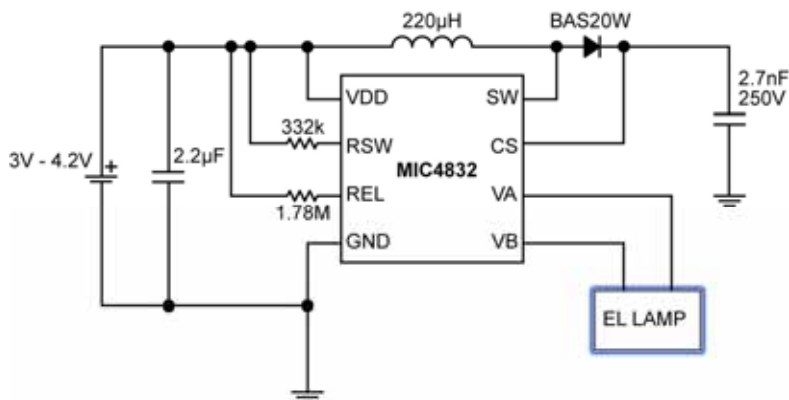 220µH
BAS20W
VDD
SW
2.7nF
250V
332k
RSW
CS
3V - 4.2V
+
2.2µF
MIC4832
REL
VA
1.78M
GND
VB
EL LAMP